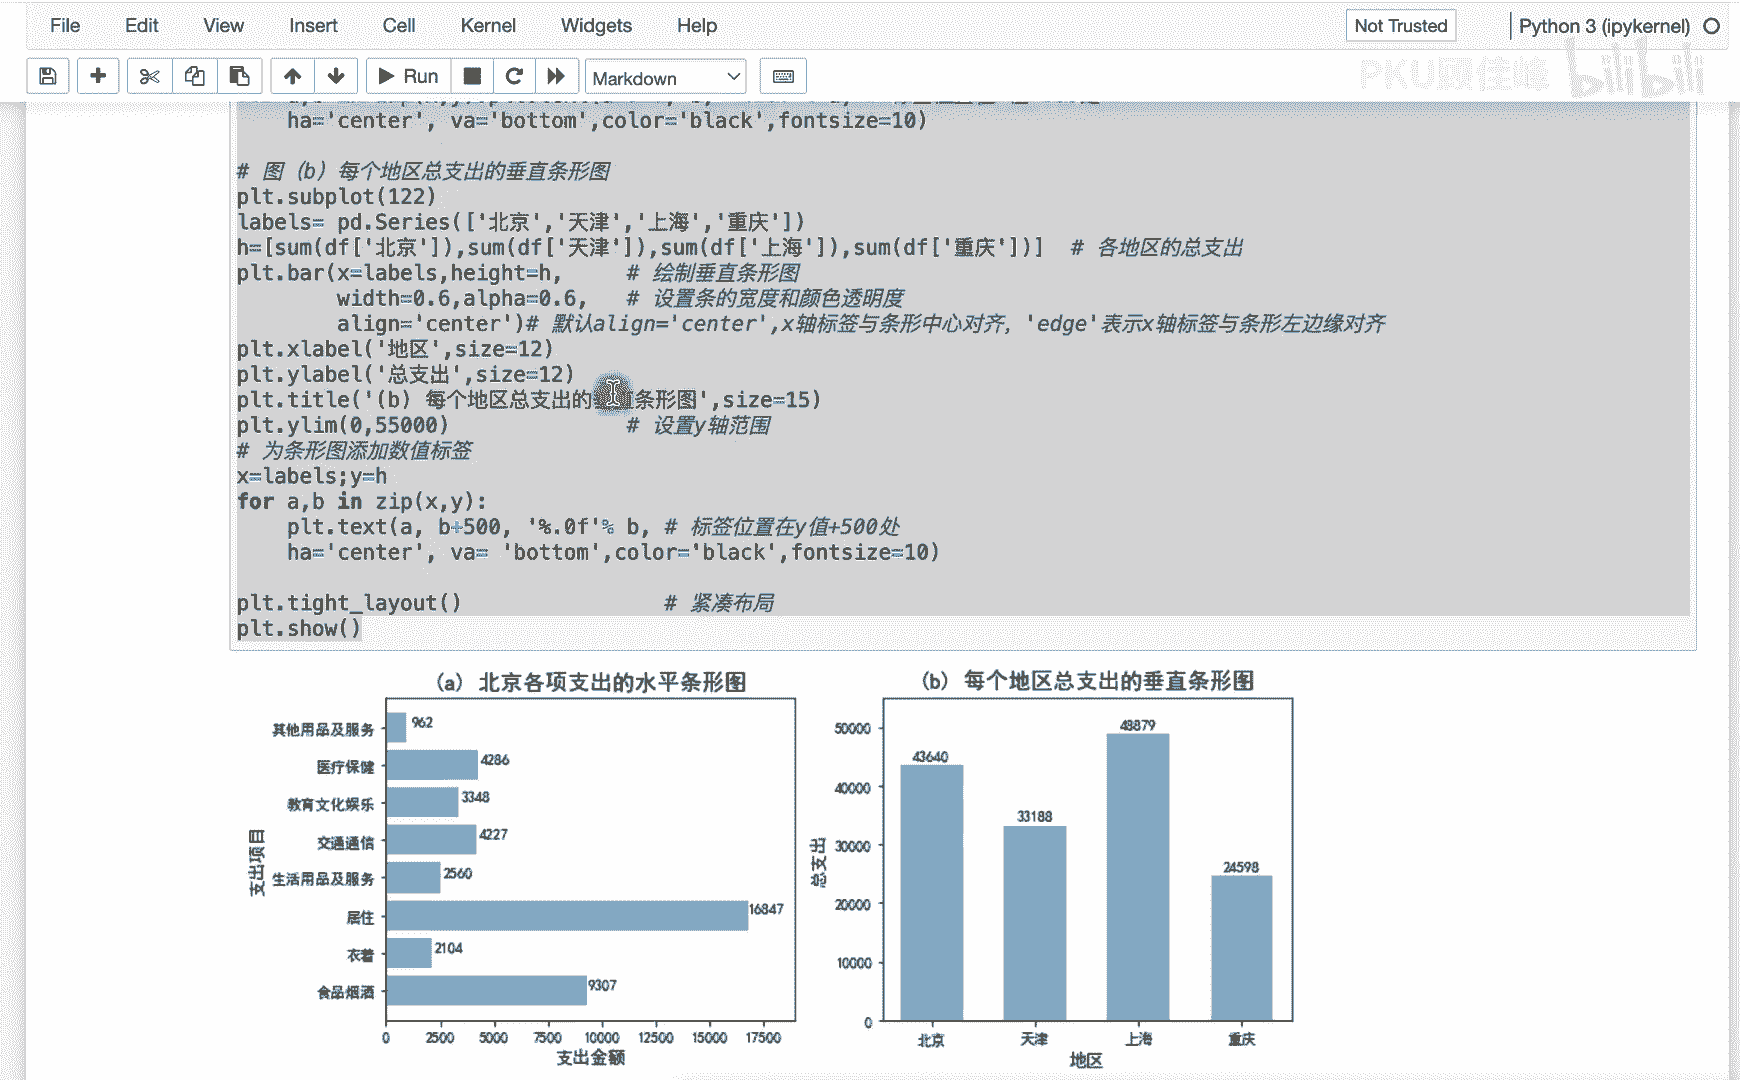 File Edit View Insert Cell Kernel Widgets Help Not Trusted Python 3 (ipykernel)
Run Markdown
PKU顾佳峰 bilibili
ha='center', va='bottom',color='black',fontsize=10)
# 图（b）每个地区总支出的垂直条形图
plt.subplot(122)
labels= pd.Series(['北京','天津','上海','重庆'])
h=[sum(df['北京']),sum(df['天津']),sum(df['上海']),sum(df['重庆'])] # 各地区的总支出
plt.bar(x=labels,height=h, # 绘制垂直条形图
width=0.6,alpha=0.6, # 设置条的宽度和颜色透明度
align='center')# 默认align='center',x轴标签与条形中心对齐，'edge'表示x轴标签与条形左边缘对齐
plt.xlabel('地区',size=12)
plt.ylabel('总支出',size=12)
plt.title('(b) 每个地区总支出的 条形图',size=15)
plt.ylim(0,55000) # 设置y轴范围
# 为条形图添加数值标签
x=labels;y=h
for a,b in zip(x,y):
plt.text(a, b+500, '%.0f'% b, # 标签位置在y值+500处
ha='center', va= 'bottom',color='black',fontsize=10)
plt.tight_layout() # 紧凑布局
plt.show()
(a) 北京各项支出的水平条形图
其他用品及服务 962
医疗保健 4286
教育文化娱乐 3348
交通通信 4227
生活用品及服务 2560
居住 16847
衣着 2104
食品烟酒 9307
支出项目
0 2500 5000 7500 10000 12500 15000 17500
支出金额
(b) 每个地区总支出的垂直条形图
50000
40000
30000
20000
10000
0
总支出
43640
33188
48879
24598
北京 天津 上海 重庆
地区